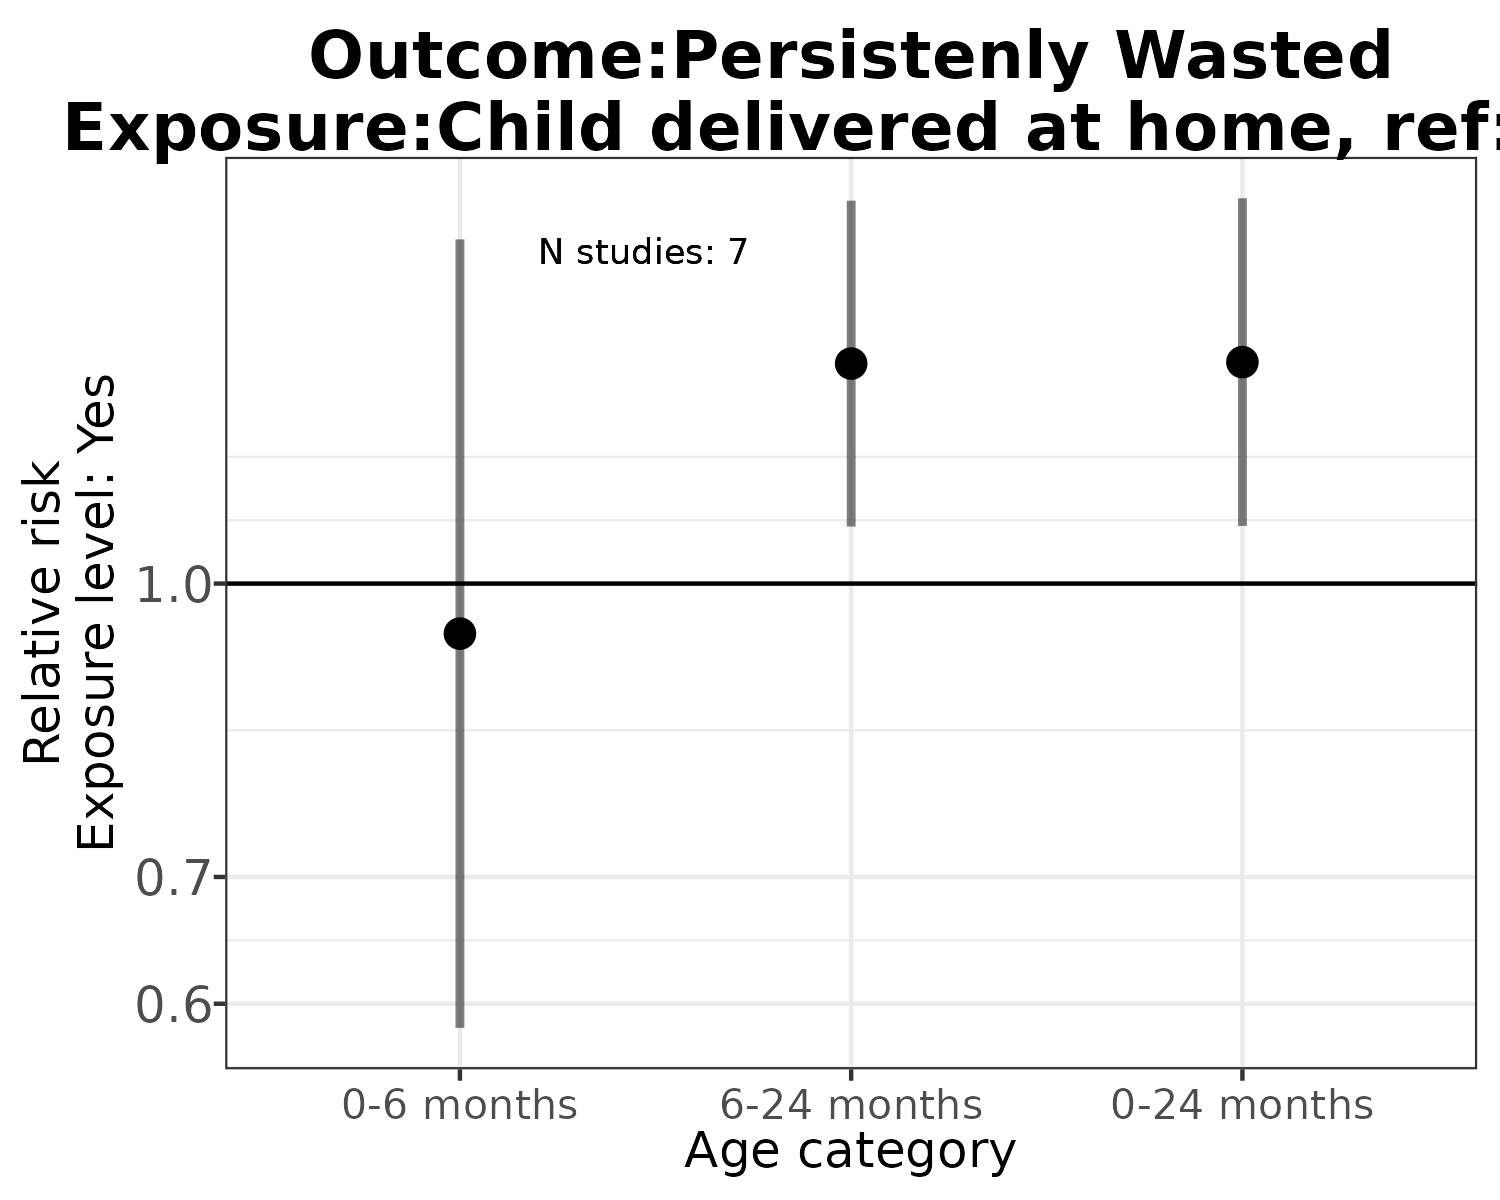 Outcome:Persistenly Wasted
Exposure:Child delivered at home, ref:
N studies: 7
Relative risk
Exposure level: Yes
1.0
0.7
0.6
0-6 months
6-24 months
0-24 months
Age category